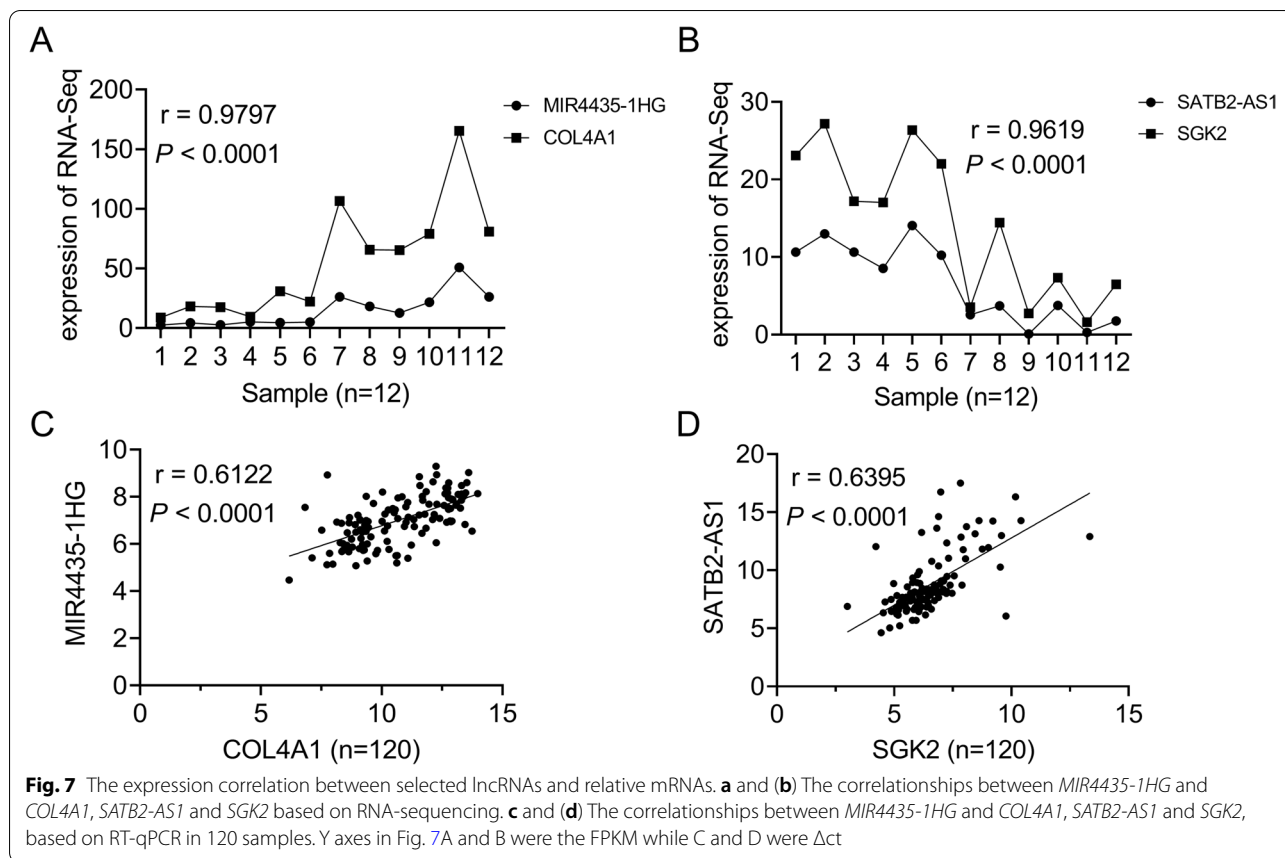 A
expression of RNA-Seq
200
150
100
50
0
r = 0.9797
P < 0.0001
MIR4435-1HG
COL4A1
1 2 3 4 5 6 7 8 9 10 11 12
Sample (n=12)
B
expression of RNA-Seq
30
20
10
0
r = 0.9619
P < 0.0001
SATB2-AS1
SGK2
1 2 3 4 5 6 7 8 9 10 11 12
Sample (n=12)
C
MIR4435-1HG
10
8
6
4
2
0
r = 0.6122
P < 0.0001
0 5 10 15
COL4A1 (n=120)
D
SATB2-AS1
20
15
10
5
0
r = 0.6395
P < 0.0001
0 5 10 15
SGK2 (n=120)
Fig. 7 The expression correlation between selected lncRNAs and relative mRNAs. a and (b) The correlationships between MIR4435-1HG and
COL4A1, SATB2-AS1 and SGK2 based on RNA-sequencing. c and (d) The correlationships between MIR4435-1HG and COL4A1, SATB2-AS1 and SGK2,
based on RT-qPCR in 120 samples. Y axes in Fig. 7A and B were the FPKM while C and D were Δct